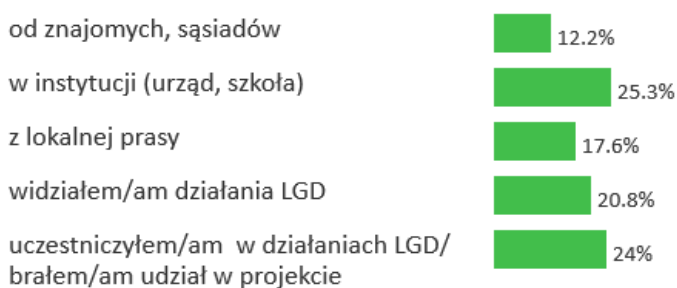 od znajomych, sąsiadów 12.2%
w instytucji (urząd, szkoła) 25.3%
z lokalnej prasy 17.6%
widziałem/am działania LGD 20.8%
uczestniczyłem/am w działaniach LGD/ 24%
brałem/am udział w projekcie